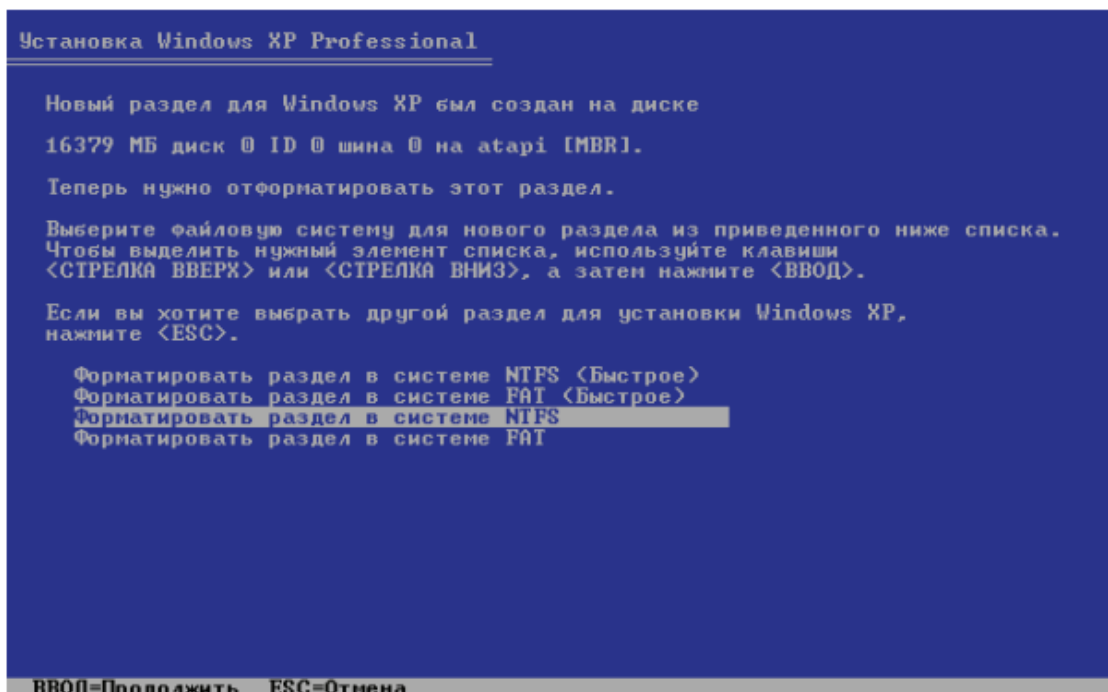 Установка Windows XP Professional
Новый раздел для Windows XP был создан на диске
16379 МБ диск 0 ID 0 шина 0 на atapi [MBR].
Теперь нужно отформатировать этот раздел.
Выберите файловую систему для нового раздела из приведенного ниже списка.
Чтобы выделить нужный элемент списка, используйте клавиши
<СТРЕЛКА ВВЕРХ> или <СТРЕЛКА ВНИЗ>, а затем нажмите <ВВОД>.
Если вы хотите выбрать другой раздел для установки Windows XP,
нажмите <ESC>.
Форматировать раздел в системе NTFS <Быстрое>
Форматировать раздел в системе FAT <Быстрое>
Форматировать раздел в системе NTFS
Форматировать раздел в системе FAT
ВВОД=Продолжить ESC=Отмена